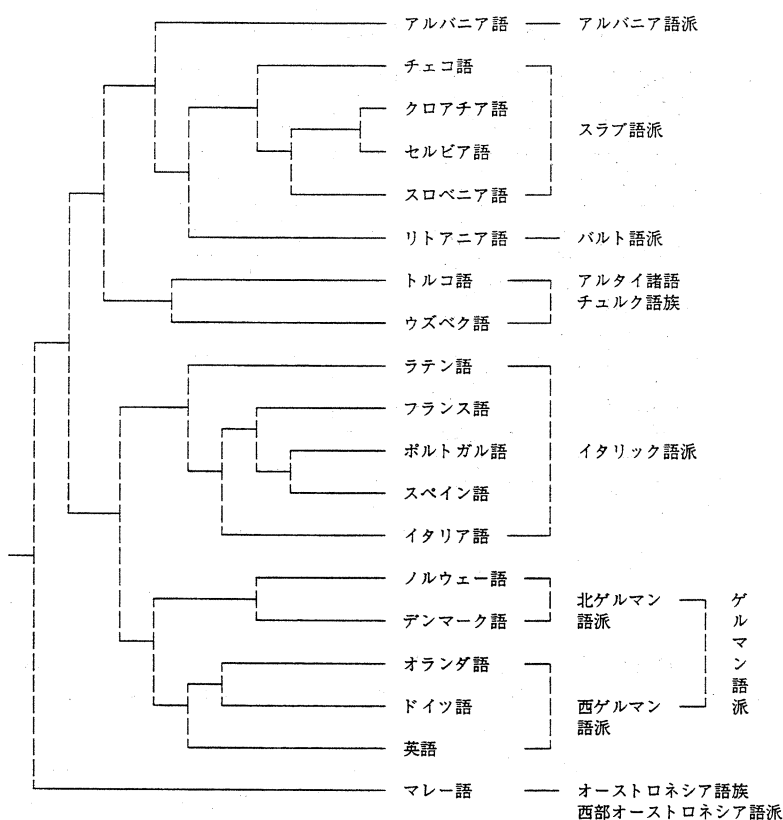 アルバニア語 アルバニア語派
チェコ語
クロアチア語
スラブ語派
セルビア語
スロベニア語
リトアニア語 バルト語派
トルコ語 アルタイ諸語
チュルク語族
ウズベク語
ラテン語
フランス語
ポルトガル語 イタリック語派
スペイン語
イタリア語
ノルウェー語
北ゲルマン
語派
デンマーク語
オランダ語
ドイツ語 西ゲルマン
語派
英語
ゲルマン語派
マレー語 オーストロネシア語族
西部オーストロネシア語派